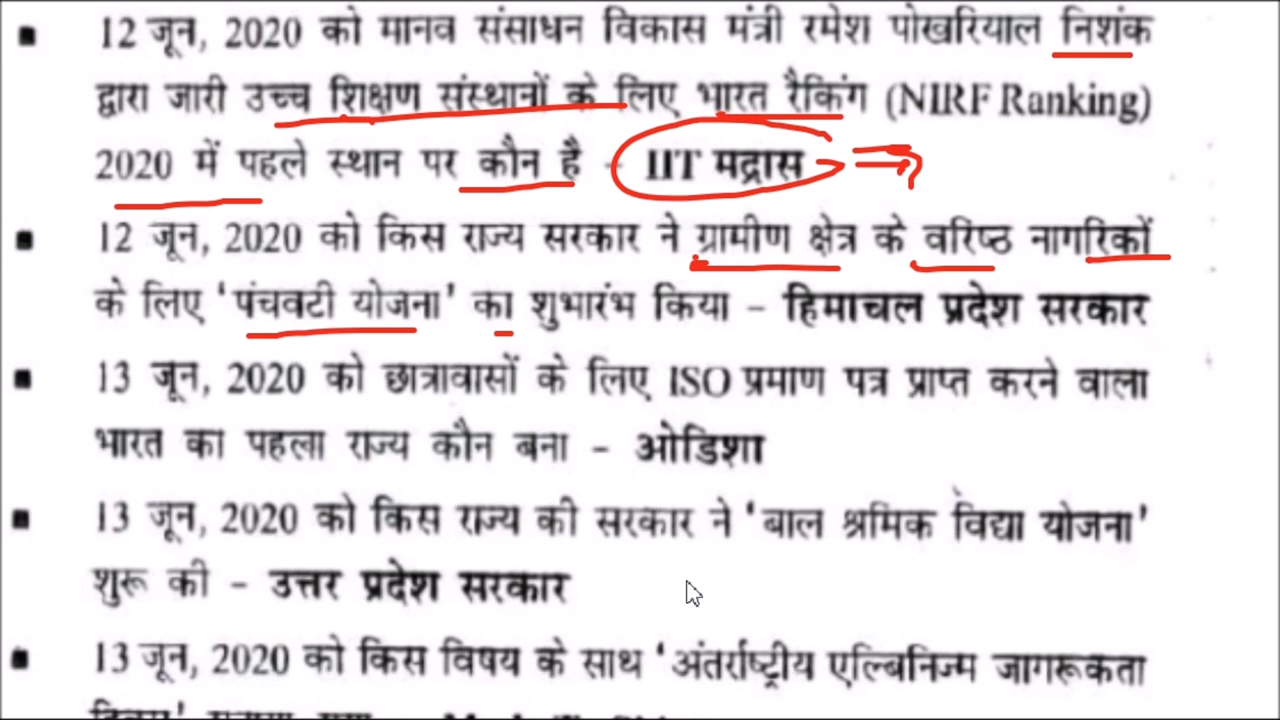 12 जून, 2020 को मानव संसाधन विकास मंत्री रमेश पोखरियाल निशंक
द्वारा जारी उच्च शिक्षण संस्थानों के लिए भारत रैंकिंग (NIRF Ranking)
2020 में पहले स्थान पर कौन है - IIT मद्रास
12 जून, 2020 को किस राज्य सरकार ने ग्रामीण क्षेत्र के वरिष्ठ नागरिकों
के लिए 'पंचवटी योजना' का शुभारंभ किया - हिमाचल प्रदेश सरकार
13 जून, 2020 को छात्रावासों के लिए ISO प्रमाण पत्र प्राप्त करने वाला
भारत का पहला राज्य कौन बना - ओडिशा
13 जून, 2020 को किस राज्य की सरकार ने 'बाल श्रमिक विद्या योजना'
शुरू की - उत्तर प्रदेश सरकार
13 जून, 2020 को किस विषय के साथ 'अंतर्राष्ट्रीय एल्बिनिज्म जागरूकता